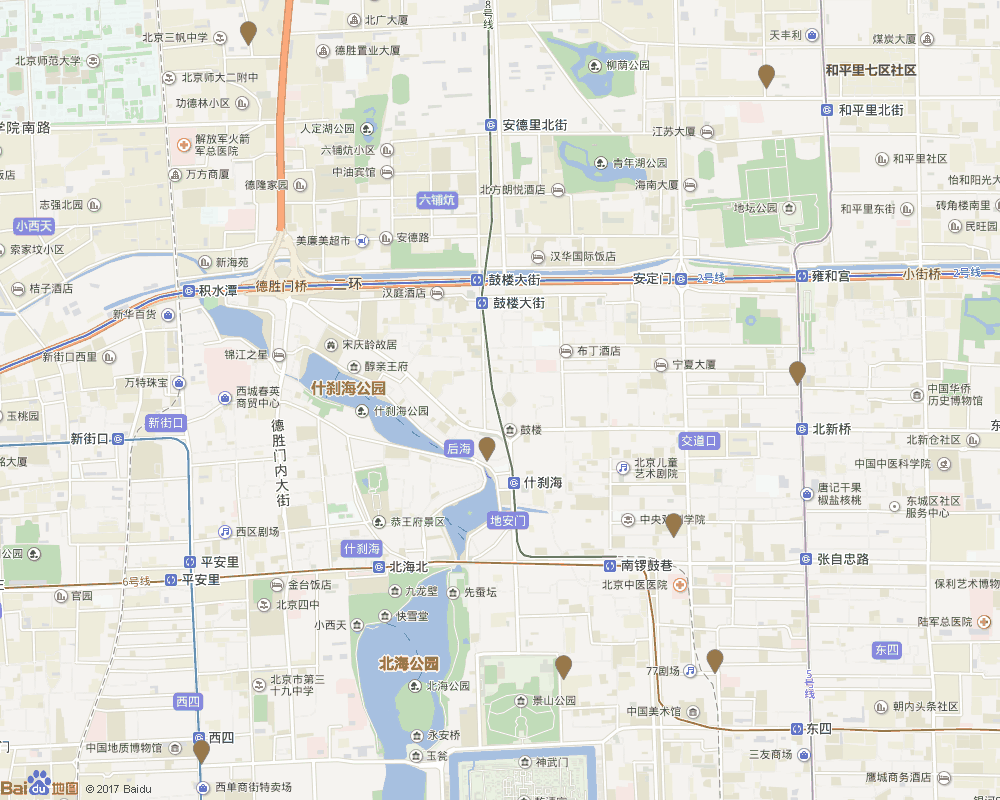 8号线
北广大厦
北京三帆中学
天丰利
煤炭大厦
德胜置业大厦
北京师范大学
柳荫公园
和平里七区社区
北京师大二附中
功德林小区
和平里北街
学院南路
人定湖公园
安德里北街
江苏大厦
解放军火箭
军总医院
六铺炕小区
中油宾馆
青年湖公园
和平里社区
万方商厦
德隆家园
北方朗悦酒店
海南大厦
怡和阳光大
志强北园
六铺炕
地坛公园
和平里东街
砖角楼南里
小西天
民旺园
美廉美超市
安德路
索家坟小区
新海苑
汉华国际饭店
桔子酒店
积水潭
德胜门桥
二环
鼓楼大街
安定门
2号线
雍和宫
小街桥
2号线
汉庭酒店
鼓楼大街
新华百货
宋庆龄故居
新街口西里
锦江之星
布丁酒店
醇亲王府
宁夏大厦
万特珠宝
什刹海公园
西城春英
商贸中心
什刹海公园
中国华侨
历史博物馆
玉桃园
新街口
德胜门内大街
鼓楼
北新桥
新街口
后海
交道口
北新仓社区
东
铭大厦
北京儿童
艺术剧院
中国中医科学院
什刹海
唐记干果
椒盐核桃
东城区社区
服务中心
地安门
恭王府景区
西区剧场
公园
什刹海
平安里
北海北
南锣鼓巷
张自忠路
6号线
平安里
金台饭店
九龙壁
先蚕坛
北京中医医院
保利艺术博物
官园
北京四中
快雪堂
小西天
陆军总医院
东四
北海公园
77剧场
5号线
北京市第三
十九中学
北海公园
西四
景山公园
中国美术馆
朝内头条社区
西四
永安桥
东四
门
中国地质博物馆
玉瓮
神武门
三友商场
Bai du 地图
© 2017 Baidu
西单商街特卖场
鹰城商务酒店